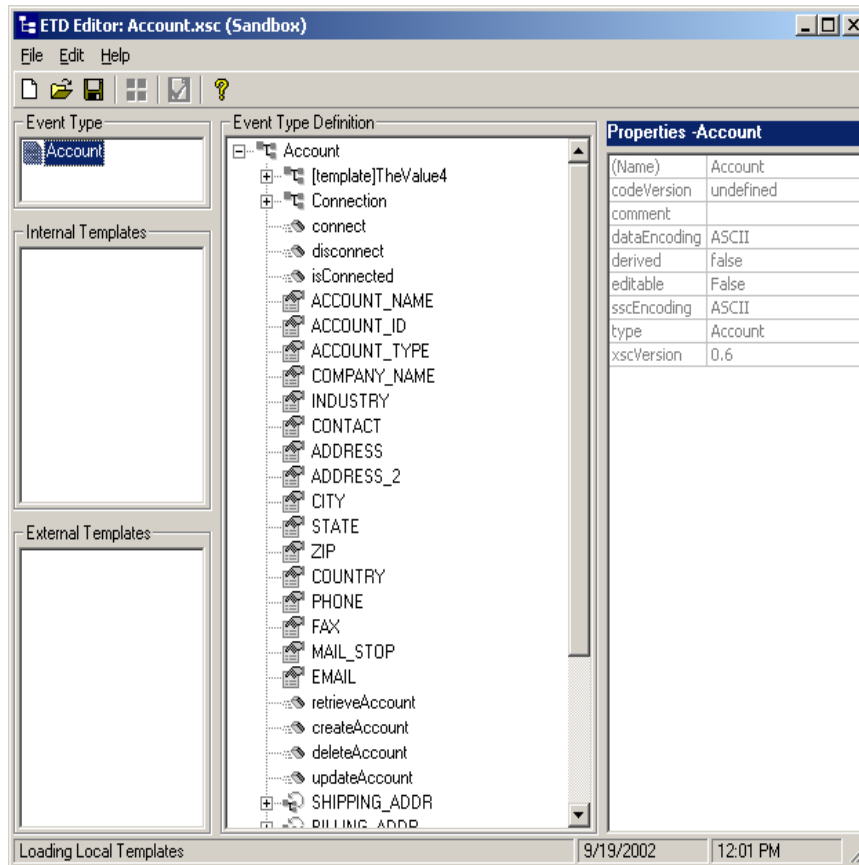 ETD Editor: Account.xsc (Sandbox)
File Edit Help
Event Type
Account
Internal Templates
External Templates
Event Type Definition
Account
[template]TheValue4
Connection
connect
disconnect
isConnected
ACCOUNT_NAME
ACCOUNT_ID
ACCOUNT_TYPE
COMPANY_NAME
INDUSTRY
CONTACT
ADDRESS
ADDRESS_2
CITY
STATE
ZIP
COUNTRY
PHONE
FAX
MAIL_STOP
EMAIL
retrieveAccount
createAccount
deleteAccount
updateAccount
SHIPPING_ADDR
BILLING_ADDR
Properties -Account
(Name) Account
codeVersion undefined
comment
dataEncoding ASCII
derived false
editable False
sscEncoding ASCII
type Account
xscVersion 0.6
Loading Local Templates 9/19/2002 12:01 PM